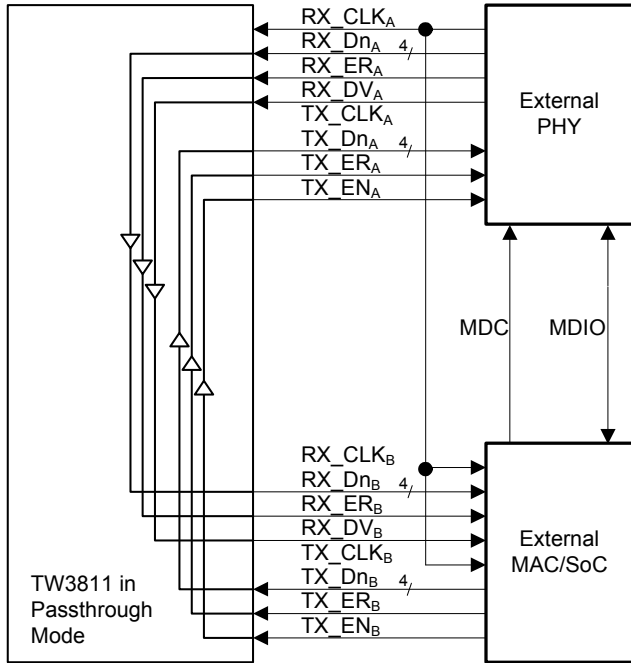 RX_CLKA
RX_DnA 4
RX_ERA
RX_DVA
TX_CLKA
TX_DnA 4
TX_ERA
TX_ENA
External
PHY
MDC
MDIO
RX_CLKB
RX_DnB 4
RX_ERB
RX_DVB
TX_CLKB
TX_DnB 4
TX_ERB
TX_ENB
External
MAC/SoC
TW3811 in
Passthrough
Mode